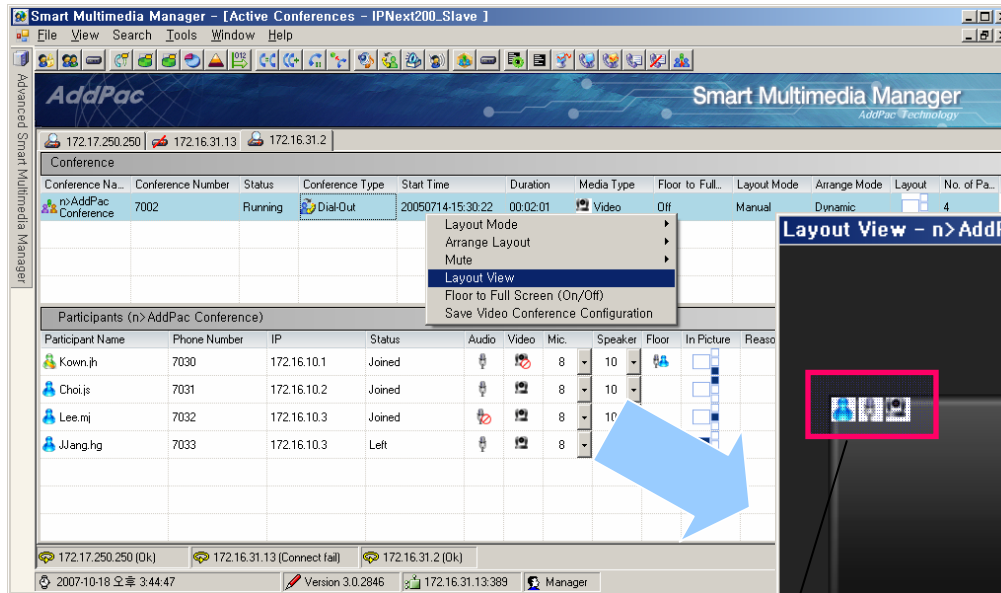 Smart Multimedia Manager - [Active Conferences - IPNext200_Slave ]
File View Search Tools Window Help
Advanced Smart Multimedia Manager
AddPac
Smart Multimedia Manager
AddPac Technology
172.17.250.250 172.16.31.13 172.16.31.2
Conference
Conference Na... Conference Number Status Conference Type Start Time Duration Media Type Floor to Full... Layout Mode Arrange Mode Layout No. of Pa...
n>AddPac Conference 7002 Running Dial-Out 20050714-15:30:22 00:02:01 Video Off Manual Dynamic 4
Layout Mode
Arrange Layout
Mute
Layout View
Floor to Full Screen (On/Off)
Save Video Conference Configuration
Layout View - n>AddP
Participants (n>AddPac Conference)
Participant Name Phone Number IP Status Audio Video Mic. Speaker Floor In Picture Reaso
Kown.jh 7030 172.16.10.1 Joined 8 10
Choi.js 7031 172.16.10.2 Joined 8 10
Lee.mj 7032 172.16.10.3 Joined 8 10
JJang.hg 7033 172.16.10.3 Left 8
172.17.250.250 (Ok) 172.16.31.13 (Connect fail) 172.16.31.2 (Ok)
2007-10-18 오후 3:44:47 Version 3.0.2846 172.16.31.13:389 Manager